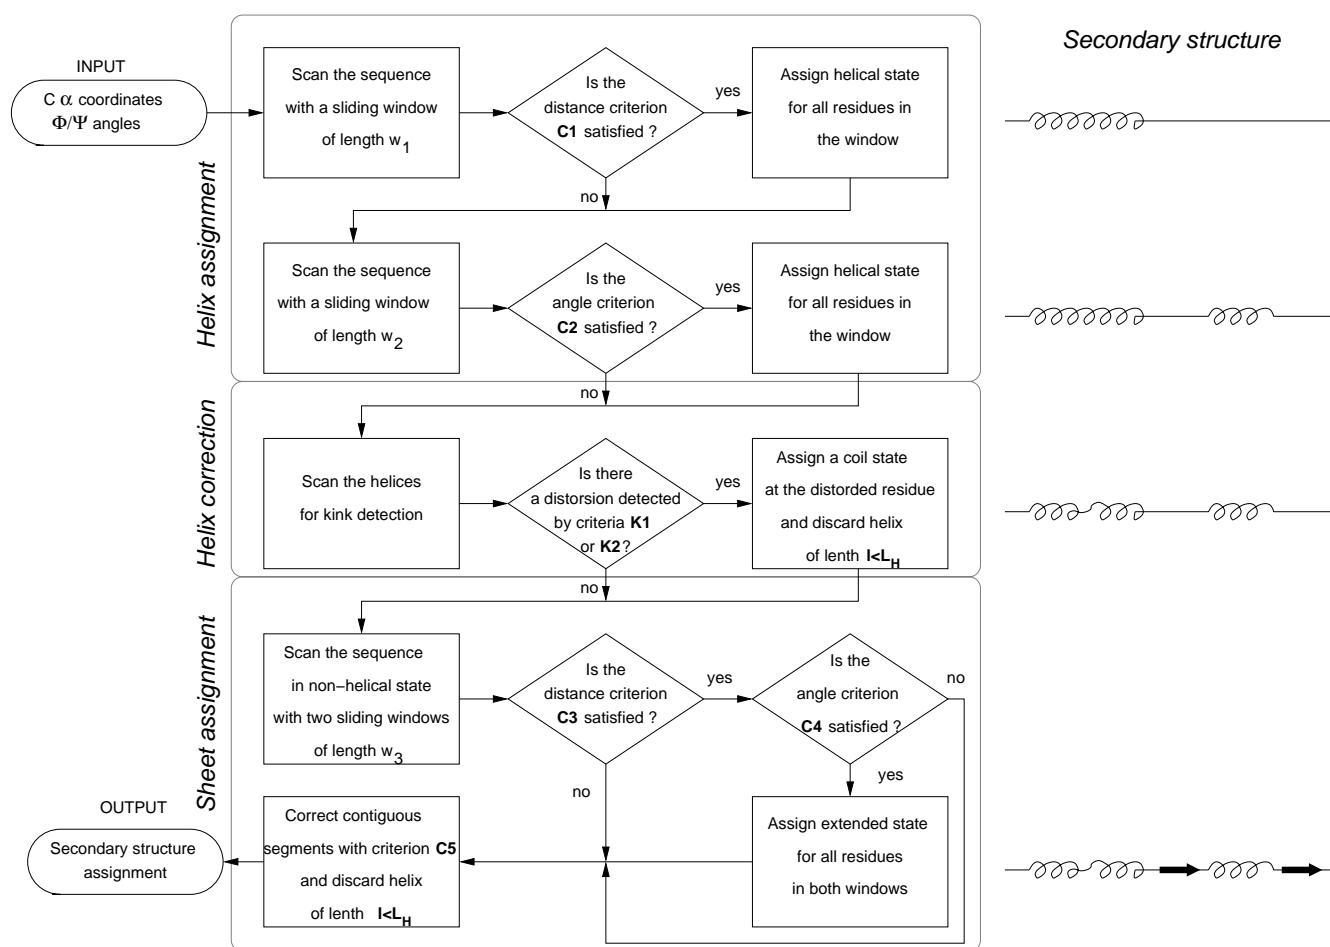 Secondary structure
INPUT
C α coordinates
Φ/Ψ angles
Helix assignment
Scan the sequence
with a sliding window
of length w1
Is the
distance criterion
C1 satisfied ?
yes
no
Assign helical state
for all residues in
the window
Scan the sequence
with a sliding window
of length w2
Is the
angle criterion
C2 satisfied ?
yes
no
Assign helical state
for all residues in
the window
Helix correction
Scan the helices
for kink detection
Is there
a distorsion detected
by criteria K1
or K2?
yes
no
Assign a coil state
at the distorded residue
and discard helix
of lenth l<LH
Sheet assignment
Scan the sequence
in non−helical state
with two sliding windows
of length w3
Is the
distance criterion
C3 satisfied ?
yes
no
Is the
angle criterion
C4 satisfied ?
no
yes
Assign extended state
for all residues
in both windows
Correct contiguous
segments with criterion C5
and discard helix
of lenth l<LH
OUTPUT
Secondary structure
assignment